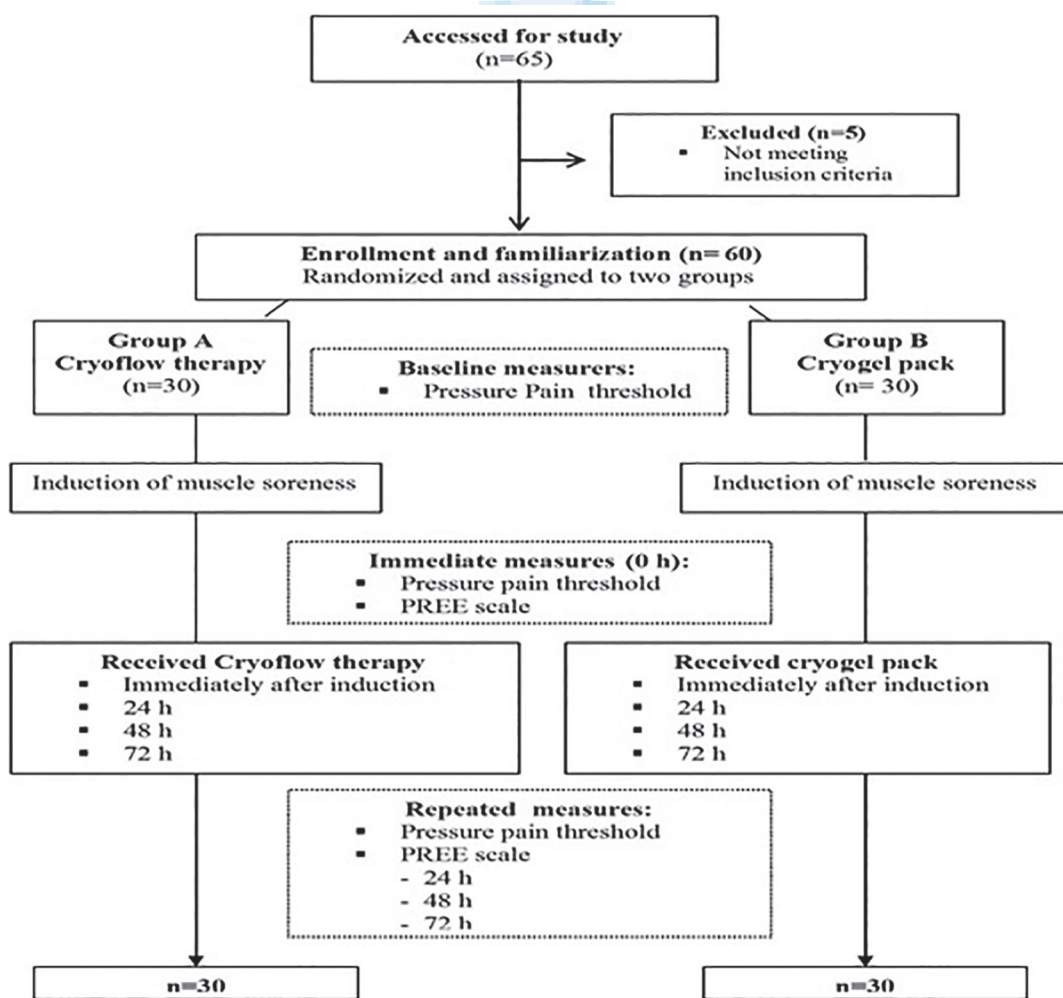 Accessed for study
(n=65)
Excluded (n=5)
▪ Not meeting
inclusion criteria
Enrollment and familiarization (n= 60)
Randomized and assigned to two groups
Group A
Cryoflow therapy
(n=30)
Baseline measurers:
▪ Pressure Pain threshold
Group B
Cryogel pack
(n= 30)
Induction of muscle soreness
Induction of muscle soreness
Immediate measures (0 h):
▪ Pressure pain threshold
▪ PREE scale
Received Cryoflow therapy
▪ Immediately after induction
▪ 24 h
▪ 48 h
▪ 72 h
Received cryogel pack
▪ Immediately after induction
▪ 24 h
▪ 48 h
▪ 72 h
Repeated measures:
▪ Pressure pain threshold
▪ PREE scale
- 24 h
- 48 h
- 72 h
n=30
n=30